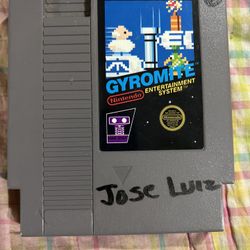 GYROMITE
Nintendo
ENTERTAINMENT
SYSTEM
JOSE LUIZ